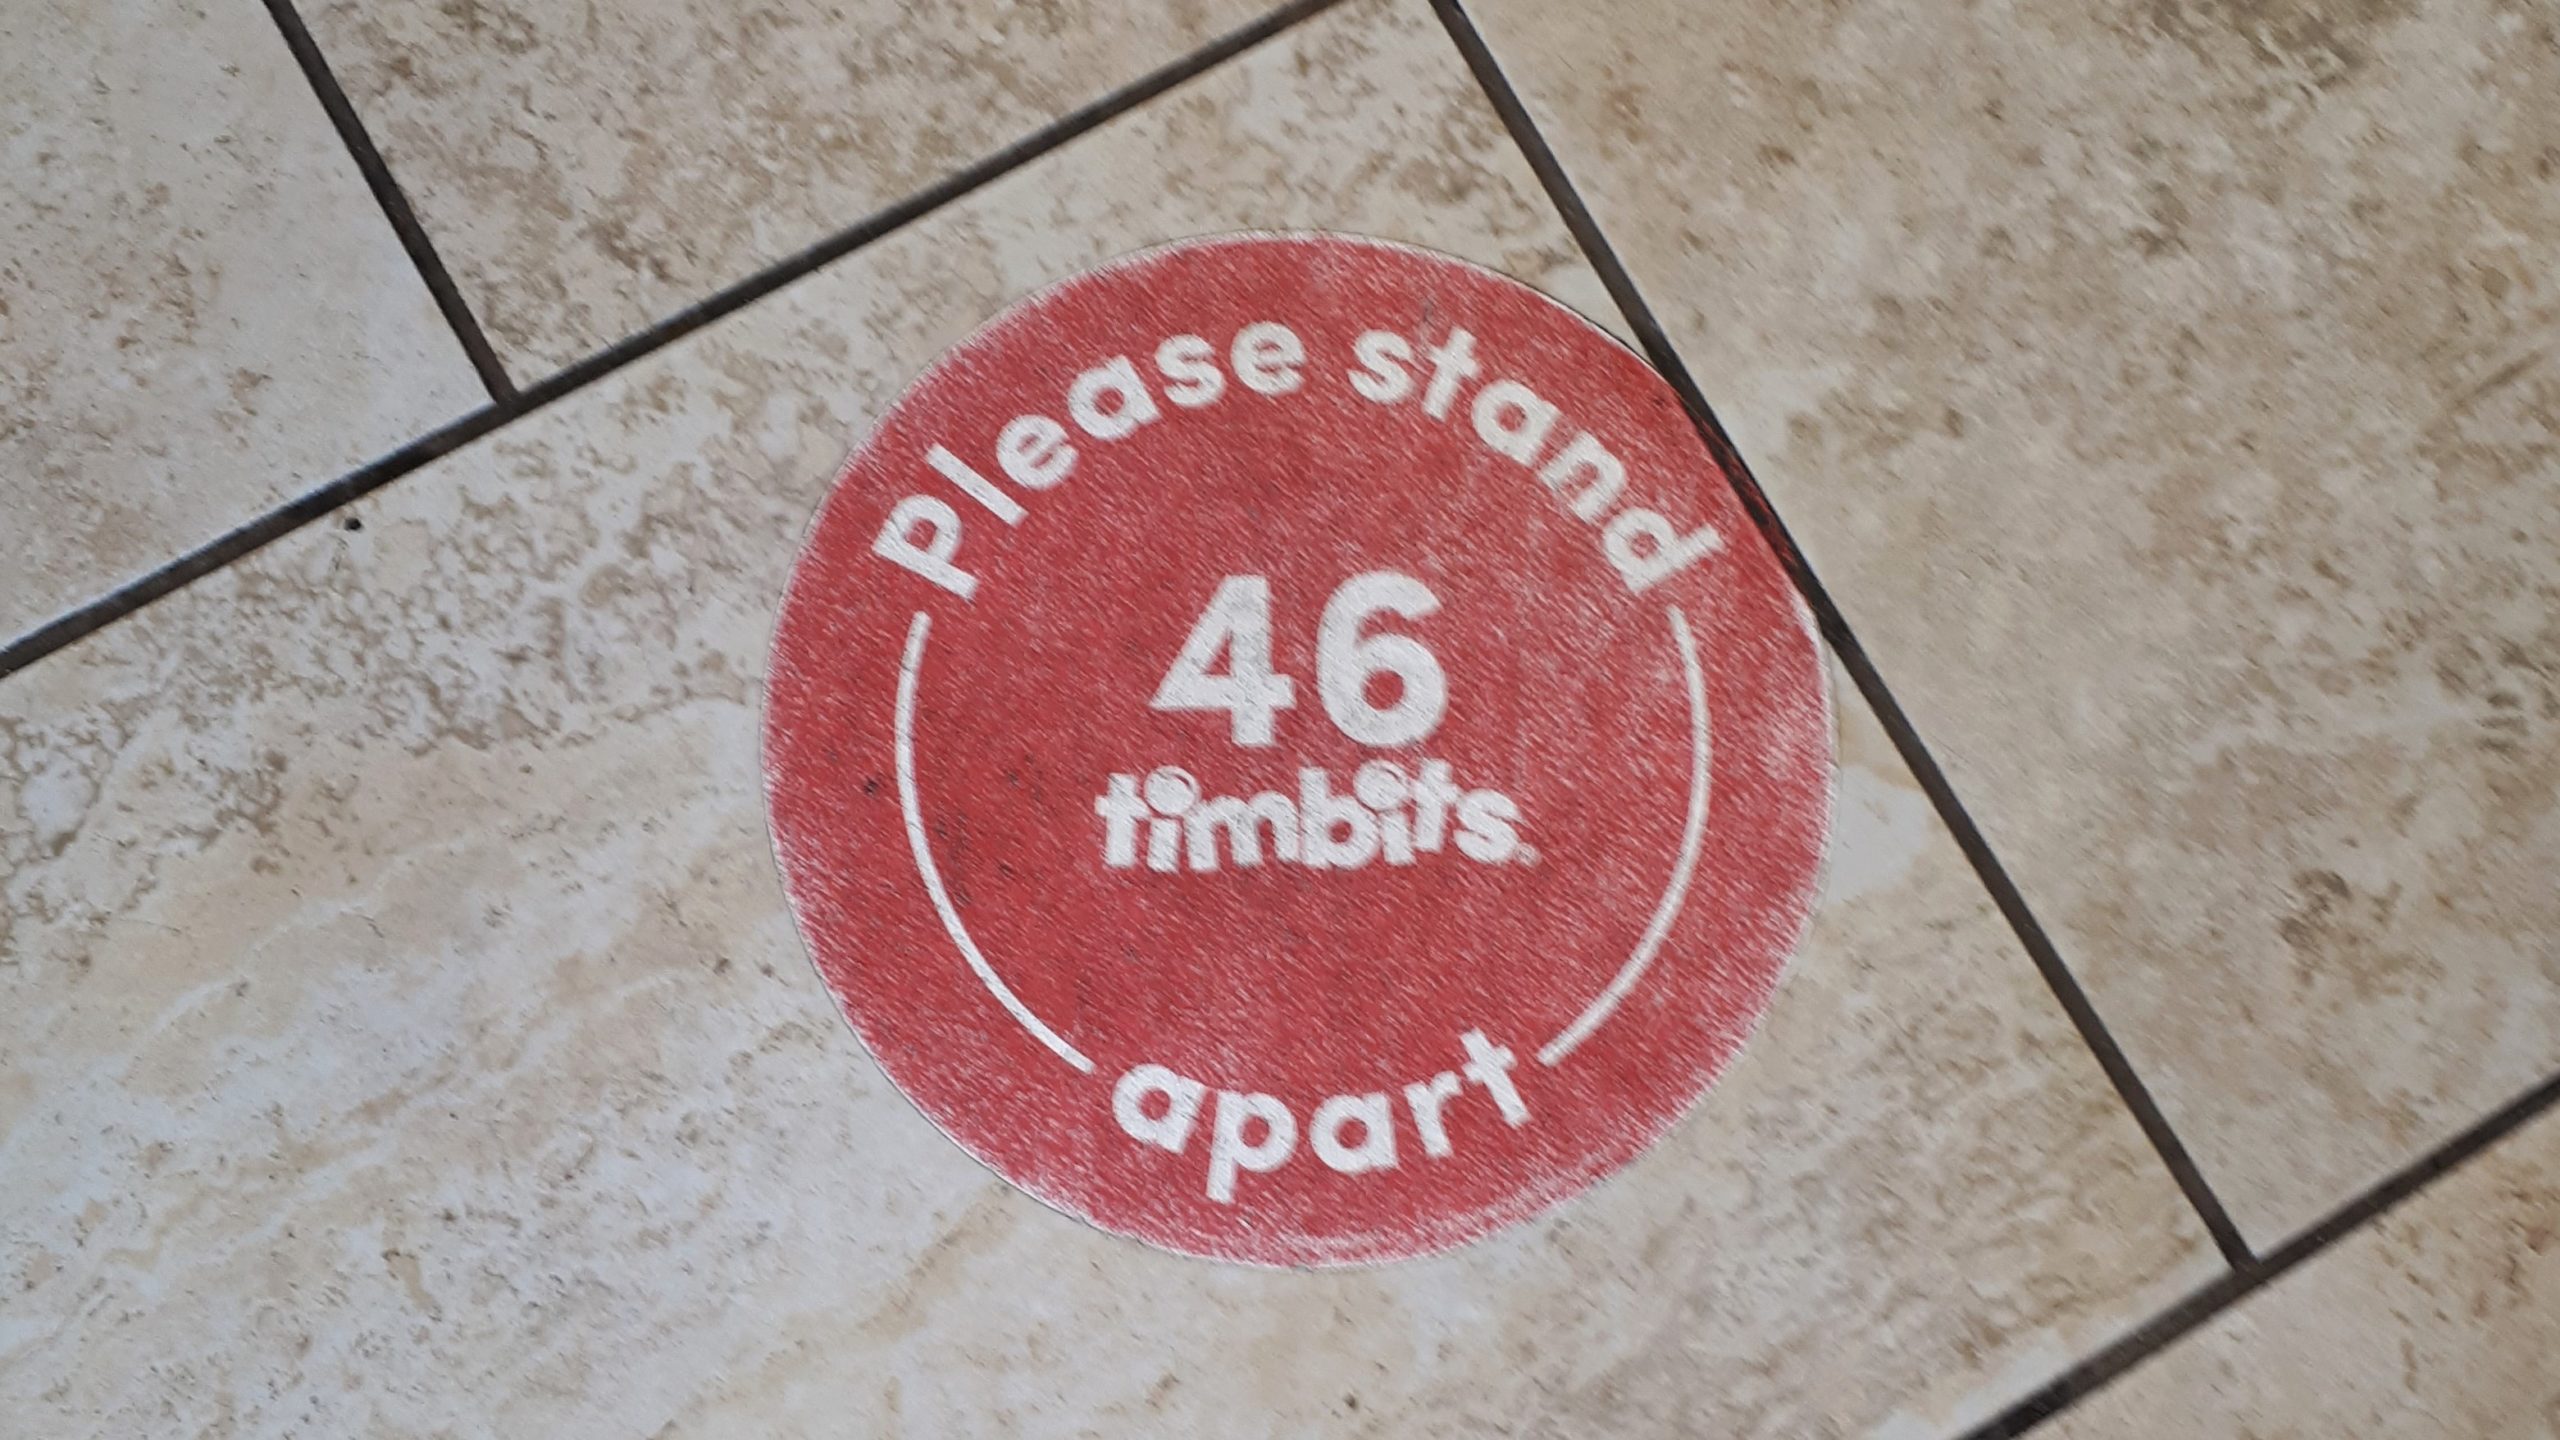 Please stand
46
timbits
apart